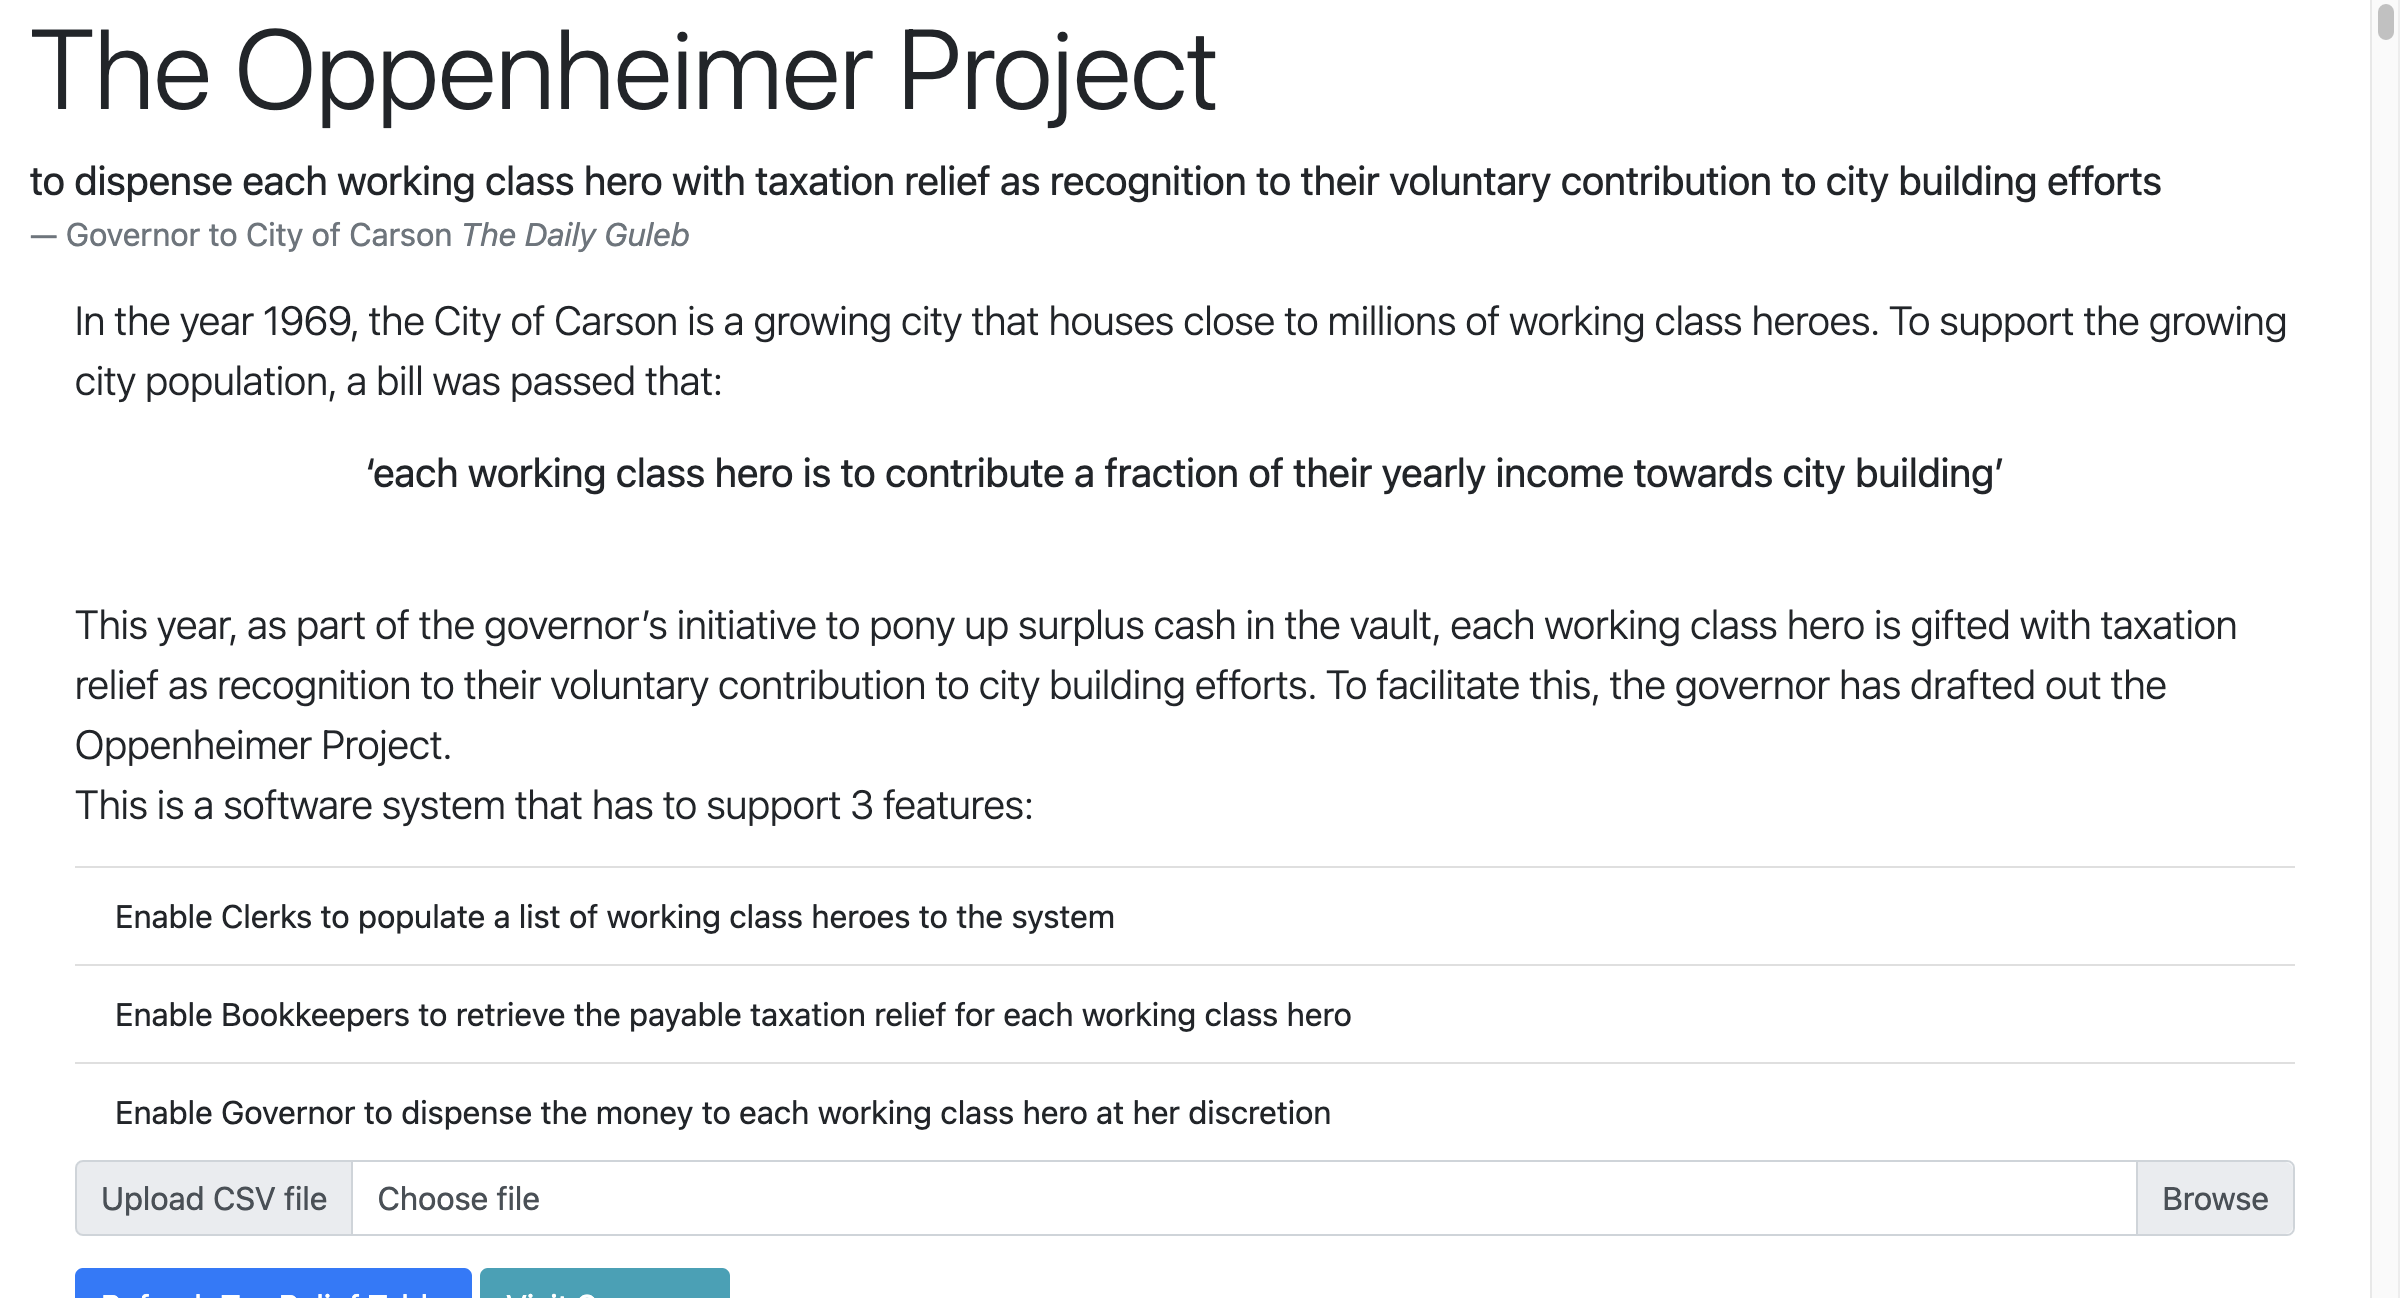 The Oppenheimer Project
to dispense each working class hero with taxation relief as recognition to their voluntary contribution to city building efforts
— Governor to City of Carson The Daily Guleb
In the year 1969, the City of Carson is a growing city that houses close to millions of working class heroes. To support the growing
city population, a bill was passed that:
‘each working class hero is to contribute a fraction of their yearly income towards city building’
This year, as part of the governor’s initiative to pony up surplus cash in the vault, each working class hero is gifted with taxation
relief as recognition to their voluntary contribution to city building efforts. To facilitate this, the governor has drafted out the
Oppenheimer Project.
This is a software system that has to support 3 features:
Enable Clerks to populate a list of working class heroes to the system
Enable Bookkeepers to retrieve the payable taxation relief for each working class hero
Enable Governor to dispense the money to each working class hero at her discretion
Upload CSV file Choose file Browse